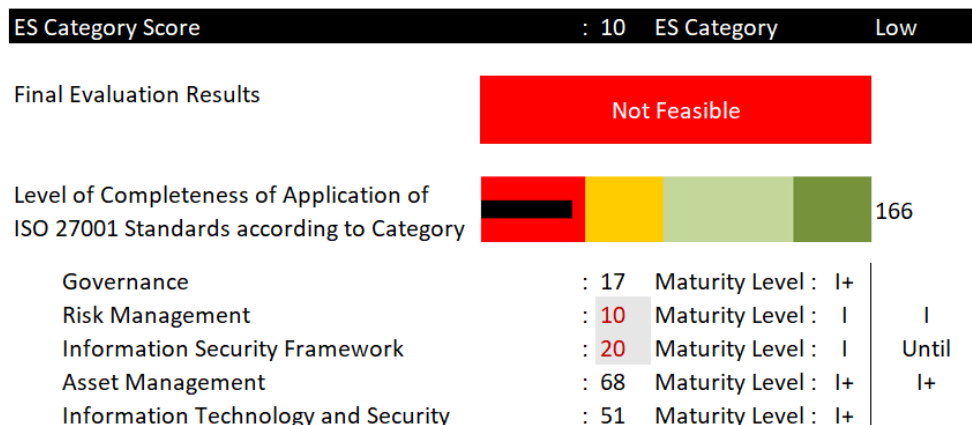 ES Category Score : 10 ES Category Low
Final Evaluation Results
Not Feasible
Level of Completeness of Application of
ISO 27001 Standards according to Category
166
Governance : 17 Maturity Level : I+
Risk Management : 10 Maturity Level : I I
Information Security Framework : 20 Maturity Level : I Until
Asset Management : 68 Maturity Level : I+ I+
Information Technology and Security : 51 Maturity Level : I+